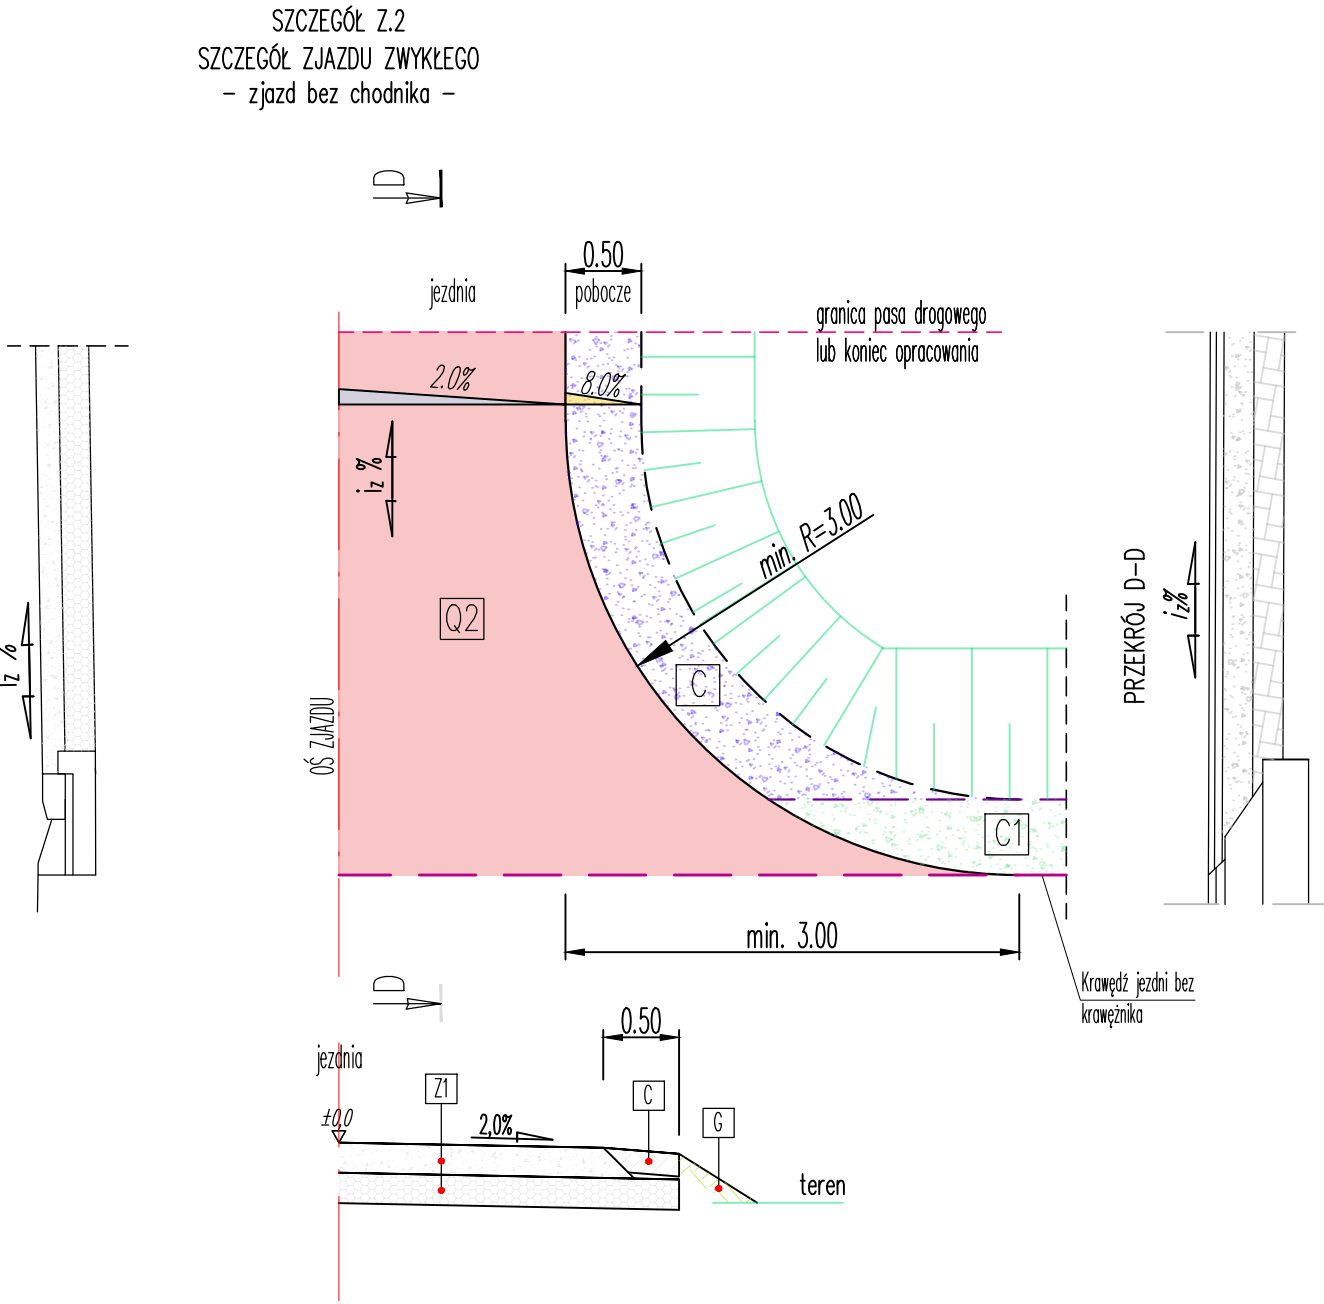 SZCZEGÓŁ Z.2
SZCZEGÓŁ ZJAZDU ZWYKŁEGO
- zjazd bez chodnika -
D
0.50
jezdnia
pobocze
granica pasa drogowego
lub koniec opracowania
2.0%
8.0%
iz %
min. R=3.00
Q2
C
OŚ ZJAZDU
C1
iz %
PRZEKRÓJ D-D
iz%
min. 3.00
Krawędź jezdni bez
krawężnika
D
0.50
jezdnia
Z1
C
G
±0,0
2,0%
teren